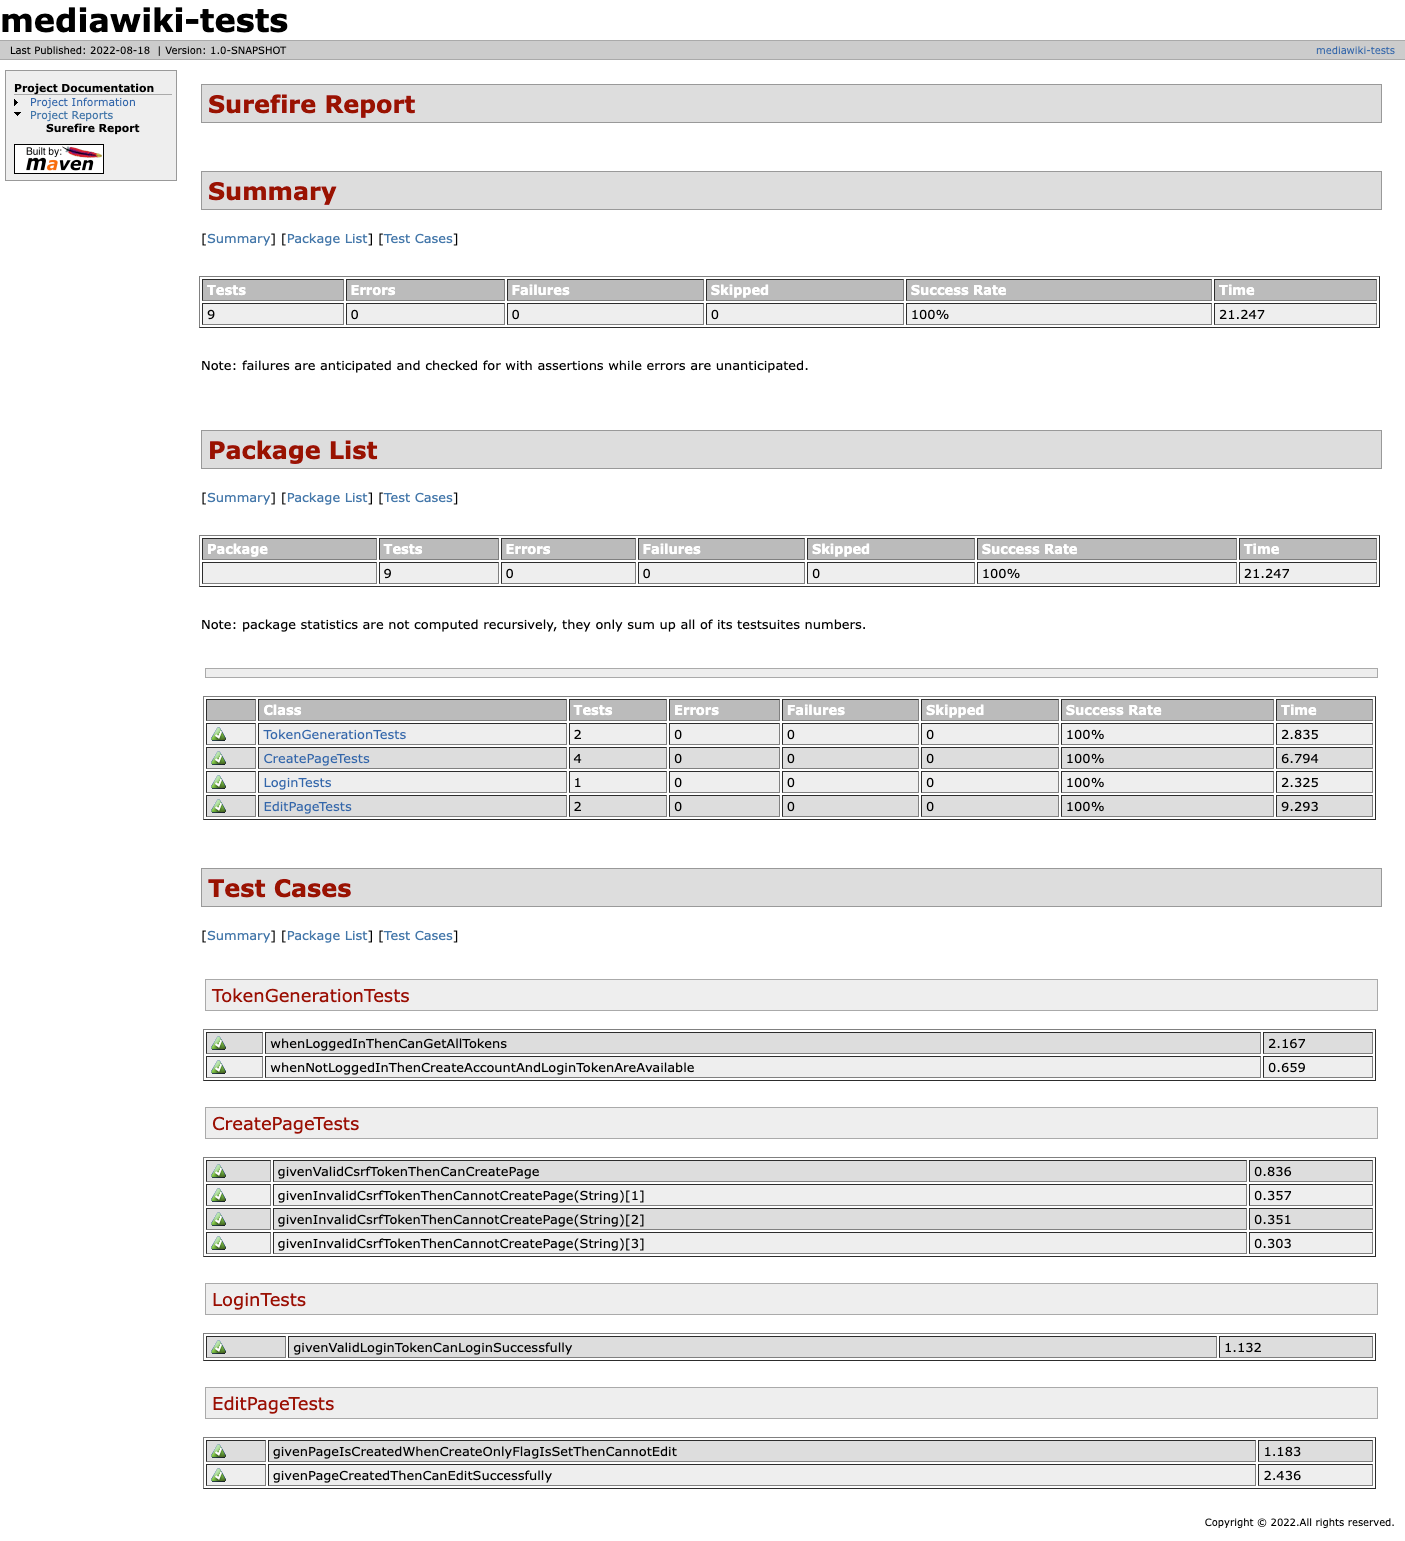 mediawiki-tests
Last Published: 2022-08-18 | Version: 1.0-SNAPSHOT mediawiki-tests
Project Documentation
Project Information
Project Reports
Surefire Report
Built by:
maven
Surefire Report
Summary
[Summary] [Package List] [Test Cases]
Tests Errors Failures Skipped Success Rate Time
9 0 0 0 100% 21.247
Note: failures are anticipated and checked for with assertions while errors are unanticipated.
Package List
[Summary] [Package List] [Test Cases]
Package Tests Errors Failures Skipped Success Rate Time
9 0 0 0 100% 21.247
Note: package statistics are not computed recursively, they only sum up all of its testsuites numbers.
Class Tests Errors Failures Skipped Success Rate Time
TokenGenerationTests 2 0 0 0 100% 2.835
CreatePageTests 4 0 0 0 100% 6.794
LoginTests 1 0 0 0 100% 2.325
EditPageTests 2 0 0 0 100% 9.293
Test Cases
[Summary] [Package List] [Test Cases]
TokenGenerationTests
whenLoggedInThenCanGetAllTokens 2.167
whenNotLoggedInThenCreateAccountAndLoginTokenAreAvailable 0.659
CreatePageTests
givenValidCsrfTokenThenCanCreatePage 0.836
givenInvalidCsrfTokenThenCannotCreatePage(String)[1] 0.357
givenInvalidCsrfTokenThenCannotCreatePage(String)[2] 0.351
givenInvalidCsrfTokenThenCannotCreatePage(String)[3] 0.303
LoginTests
givenValidLoginTokenCanLoginSuccessfully 1.132
EditPageTests
givenPageIsCreatedWhenCreateOnlyFlagIsSetThenCannotEdit 1.183
givenPageCreatedThenCanEditSuccessfully 2.436
Copyright © 2022.All rights reserved.